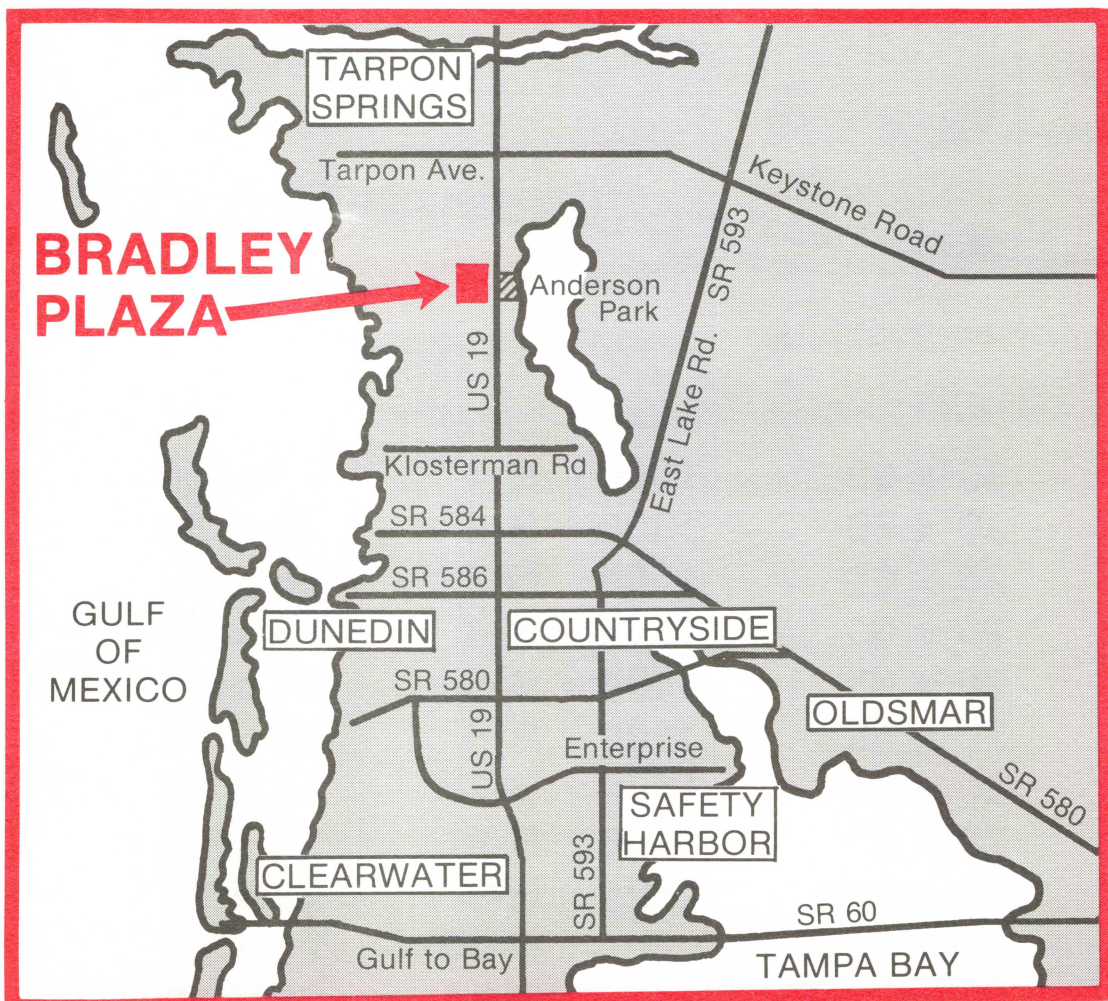 TARPON
SPRINGS
Tarpon Ave.
Keystone Road
BRADLEY
PLAZA
Anderson
Park
US 19
East Lake Rd. SR 593
Klosterman Rd
SR 584
SR 586
GULF
OF
MEXICO
DUNEDIN
COUNTRYSIDE
SR 580
OLDSMAR
US 19
Enterprise
SR 580
SAFETY
HARBOR
SR 593
CLEARWATER
SR 60
Gulf to Bay
TAMPA BAY